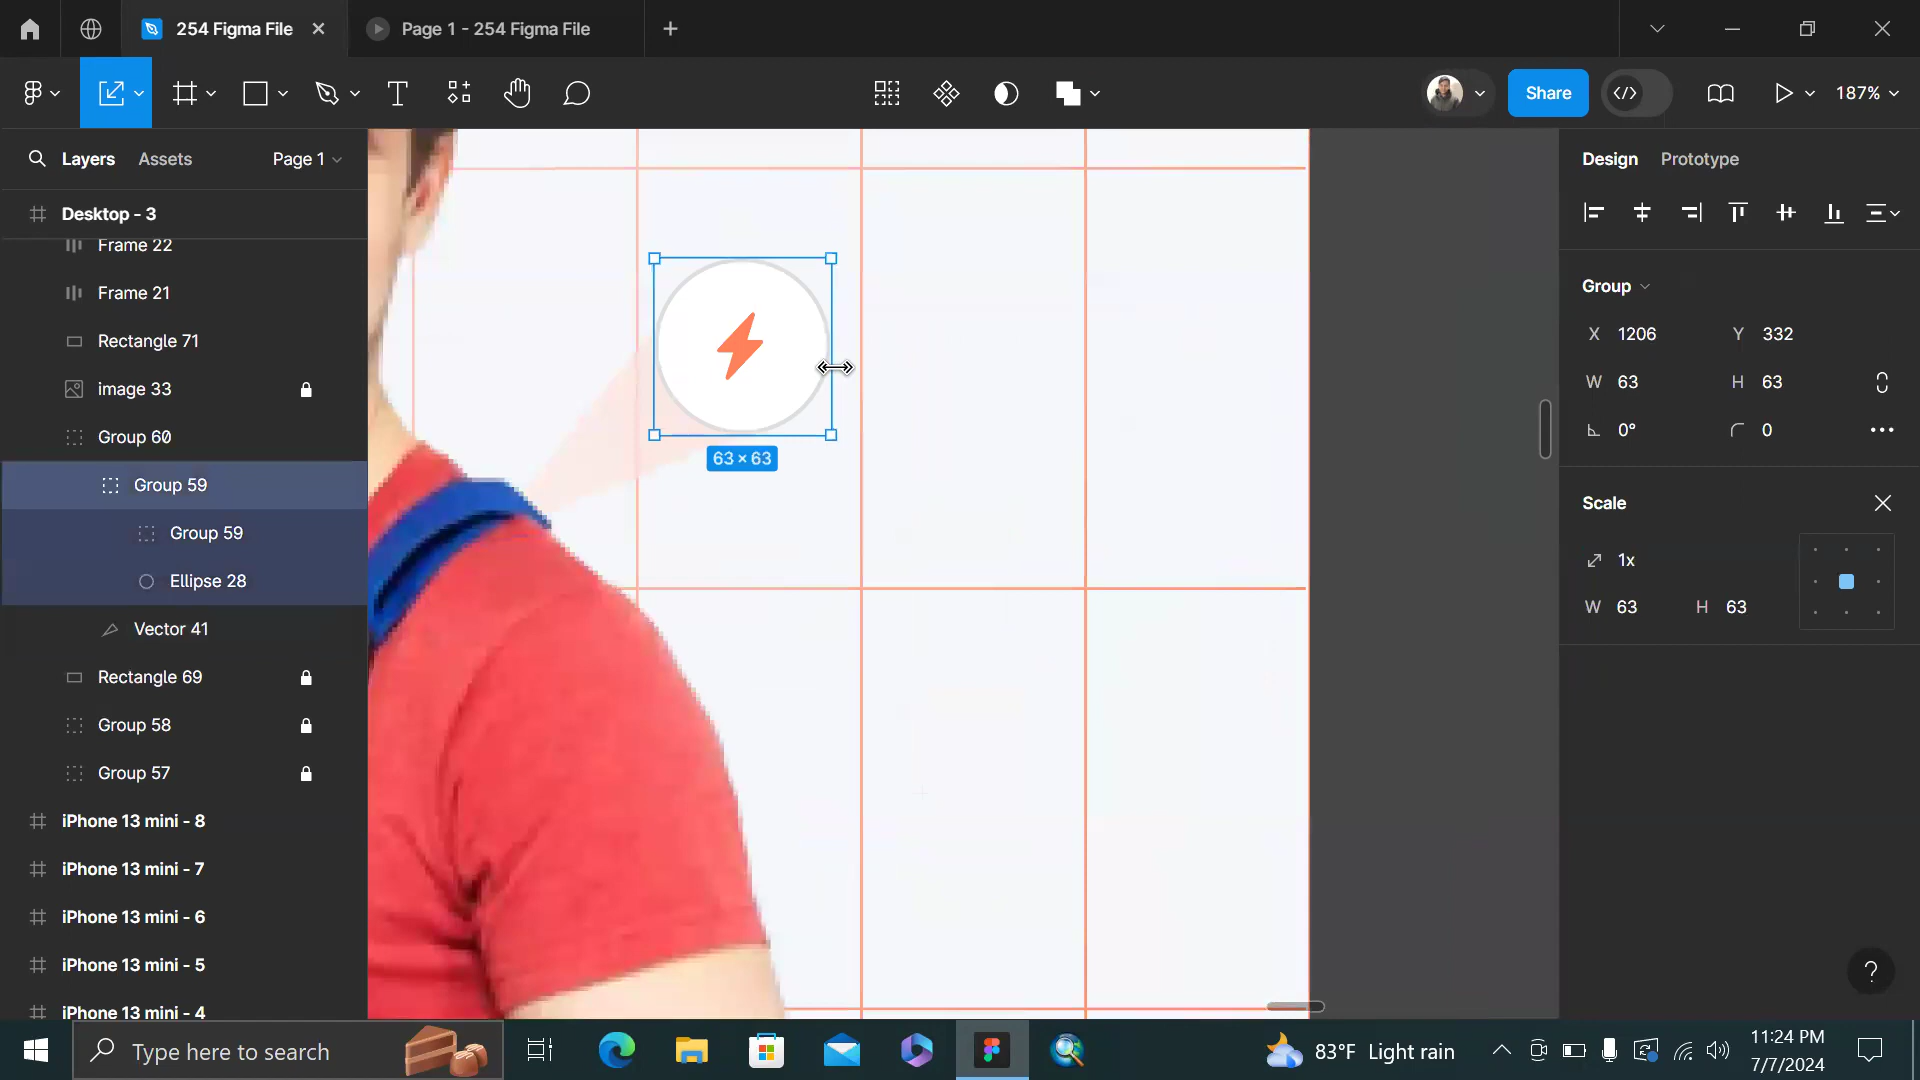 254 Figma File
Page 1 - 254 Figma File
Share
187%
Layers
Assets
Page 1
Desktop - 3
Frame 22
Frame 21
Rectangle 71
image 33
Group 60
Group 59
Group 59
Ellipse 28
Vector 41
Rectangle 69
Group 58
Group 57
iPhone 13 mini - 8
iPhone 13 mini - 7
iPhone 13 mini - 6
iPhone 13 mini - 5
iPhone 13 mini - 4
63 × 63
Design
Prototype
Group
X 1206
Y 332
W 63
H 63
0°
0
Scale
1x
W 63
H 63
?
Type here to search
83°F Light rain
11:24 PM
7/7/2024